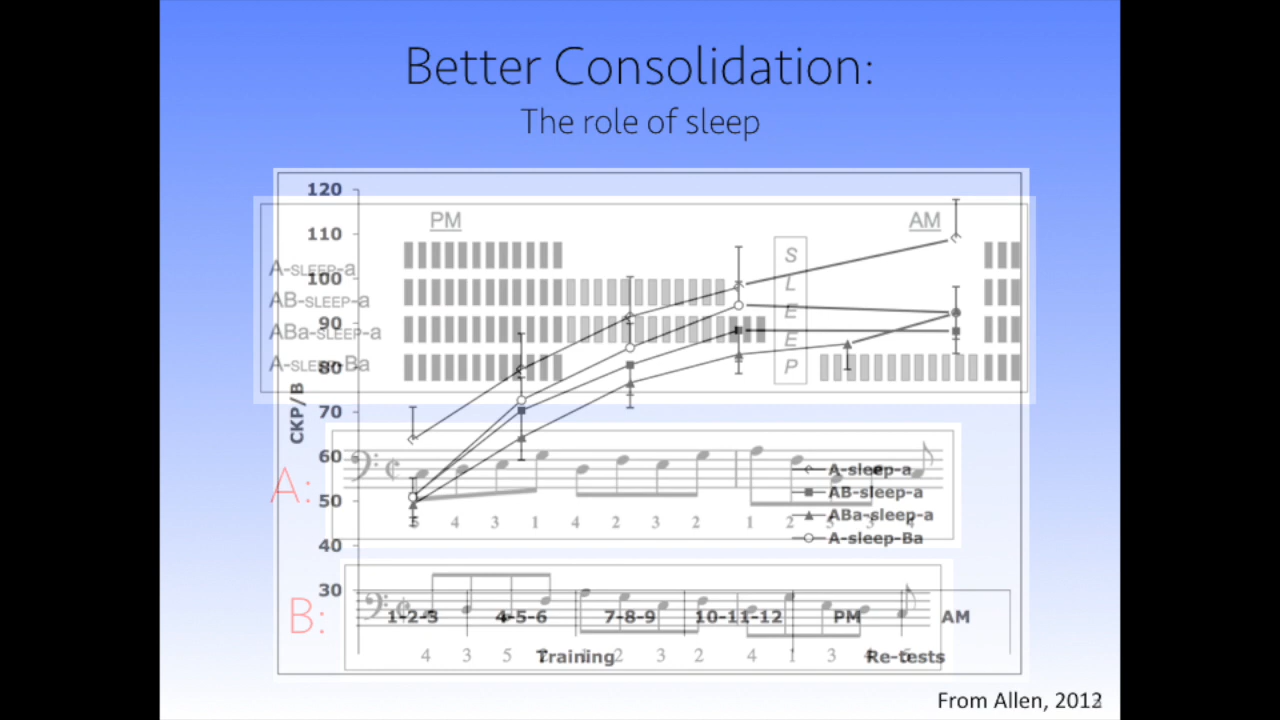 Better Consolidation:
The role of sleep
120
PM
AM
110
S
A-SLEEP-a
100
L
AB-SLEEP-a
90
E
ABa-SLEEP-a
E
A-SLEEP-Ba
80
P
CKP/B
70
60
A:
A-sleep-a
AB-sleep-a
50
5 4 3 1 4 2 3 2 1 2
ABa-sleep-a
A-sleep-Ba
40
30
B:
1-2-3 4-5-6 7-8-9 10-11-12 PM AM
4 3 5 2 3 2 4 1 3
Training
Re-tests
From Allen, 201